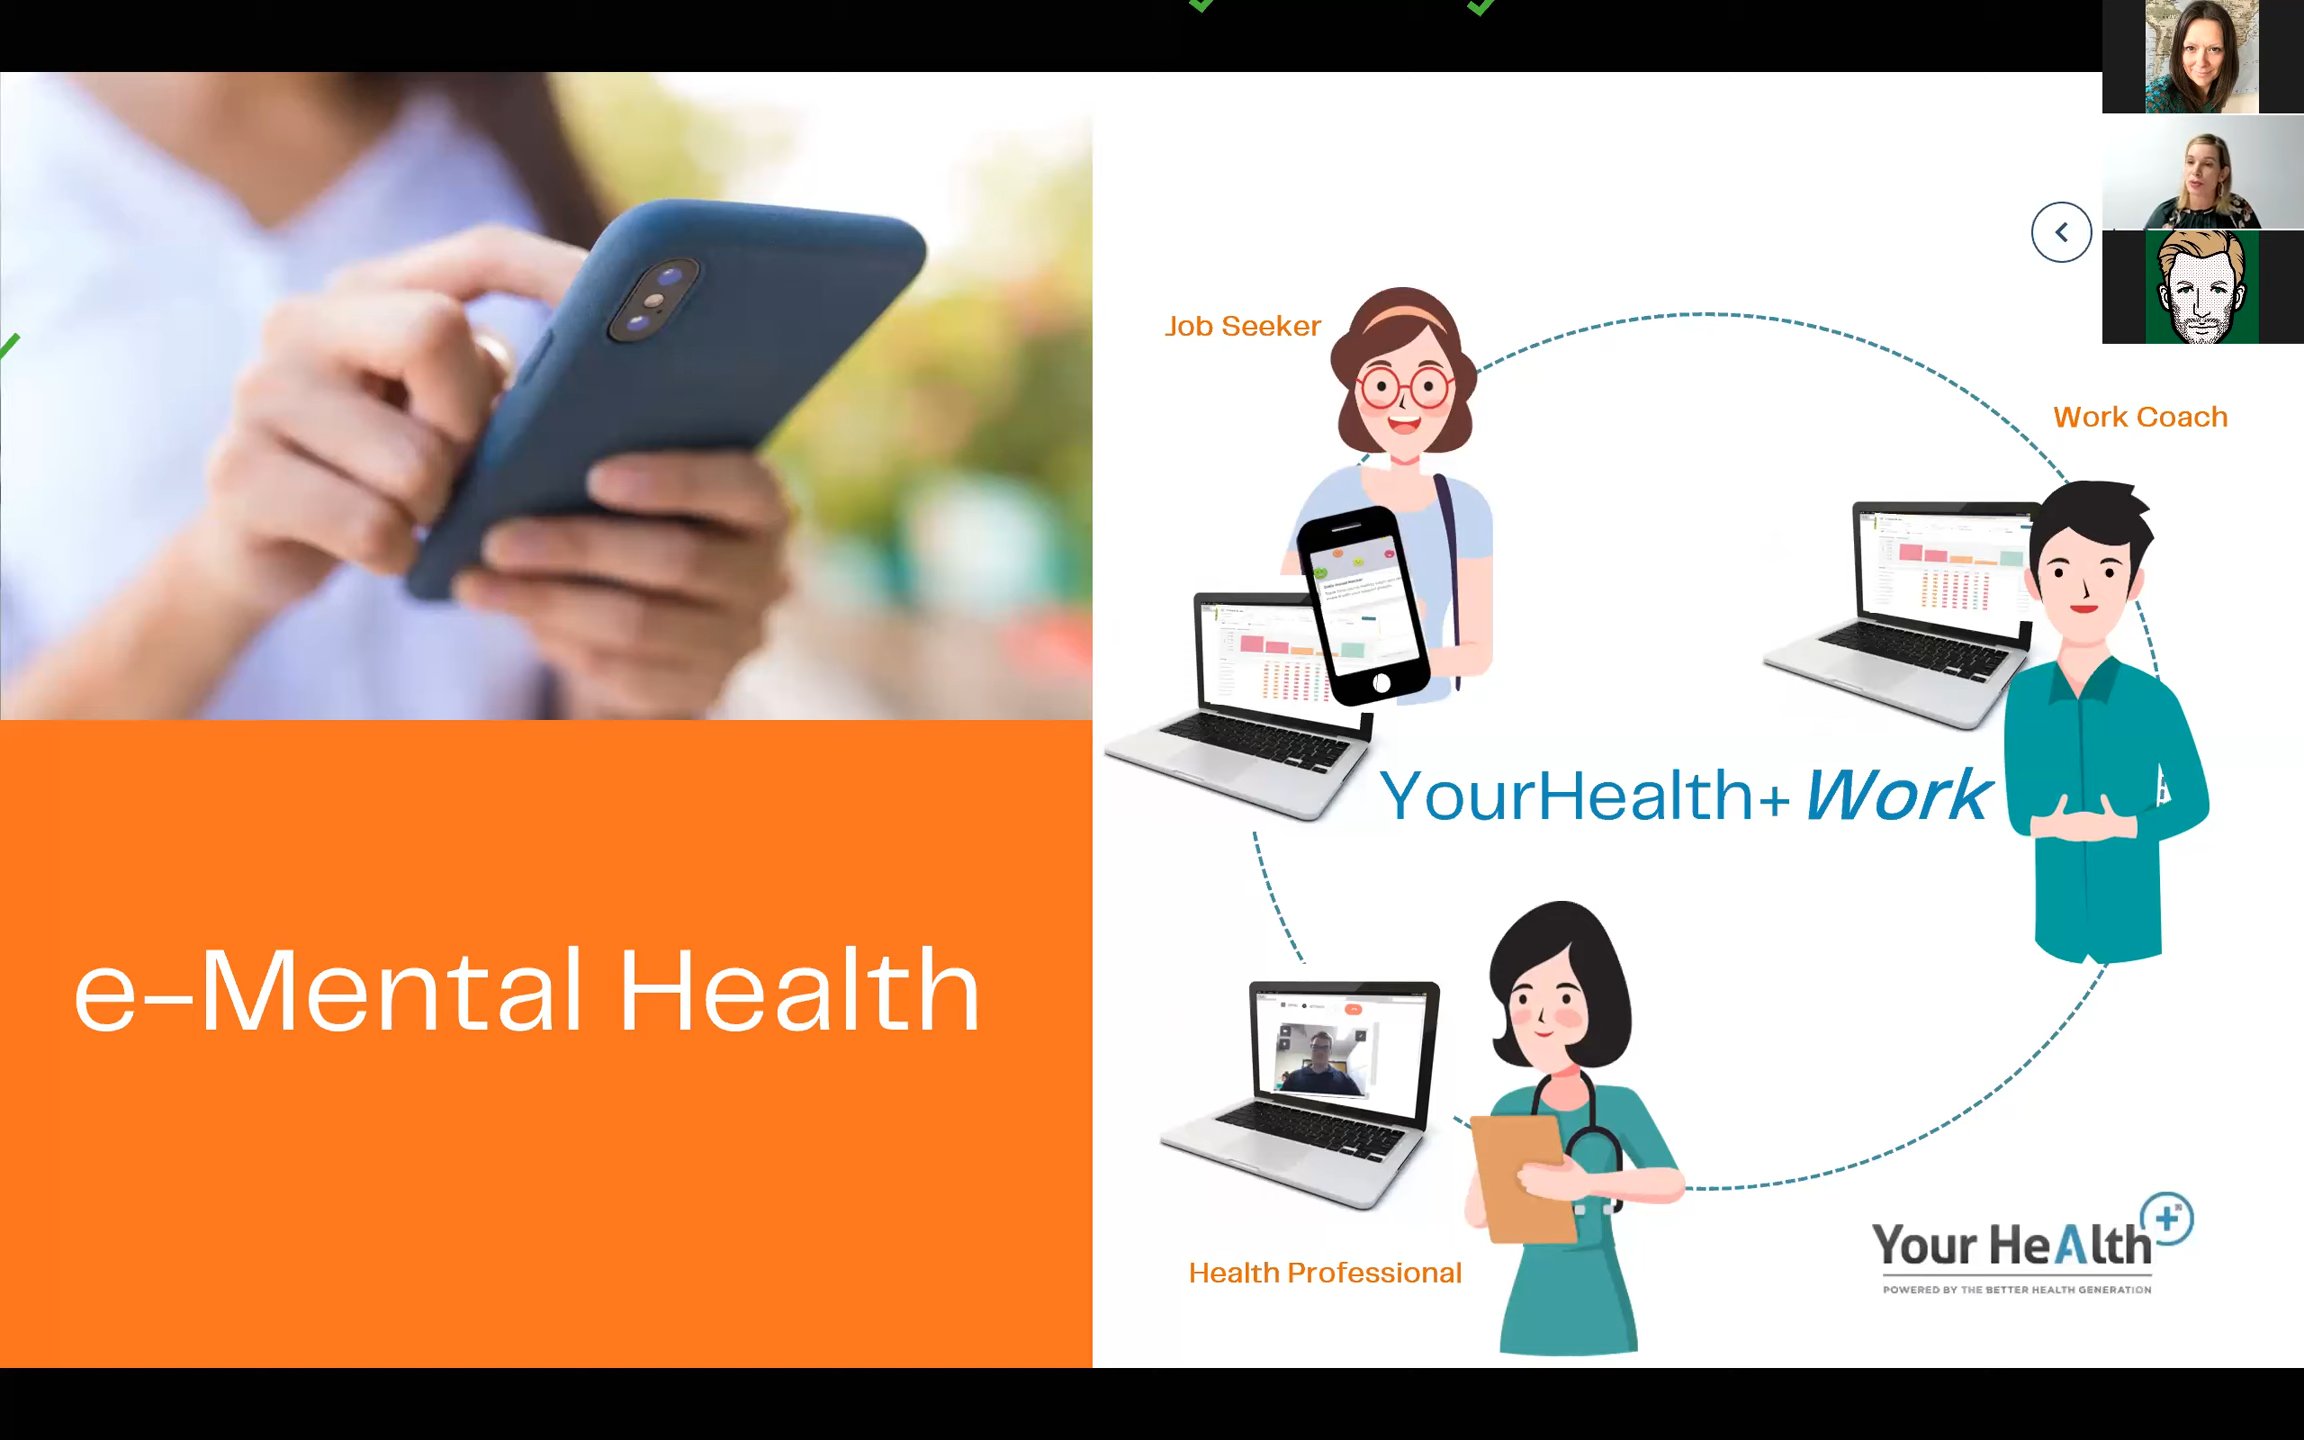 Job Seeker
Work Coach
YourHealth+ Work
e-Mental Health
Health Professional
Your HeAlth+
POWERED BY THE BETTER HEALTH GENERATION